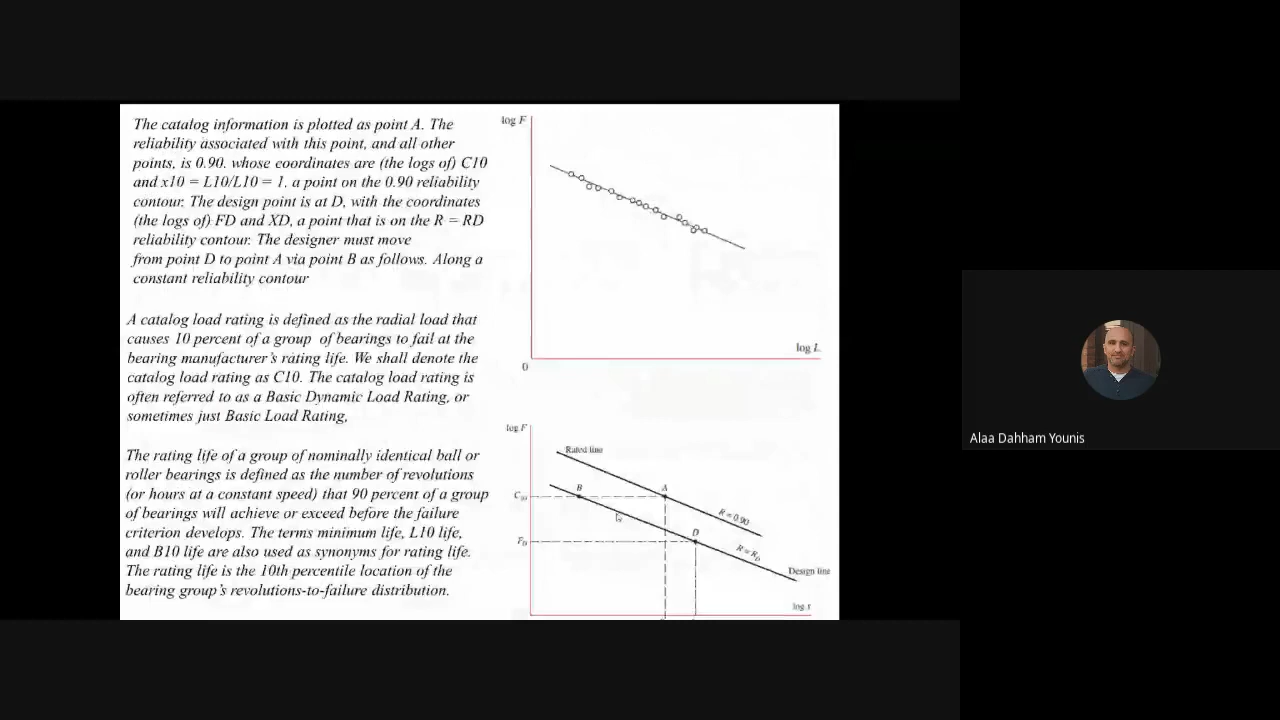 The catalog information is plotted as point A. The
reliability associated with this point, and all other
points, is 0.90. whose coordinates are (the logs of) C10
and x10 = L10/L10 = 1, a point on the 0.90 reliability
contour. The design point is at D, with the coordinates
(the logs of) FD and XD, a point that is on the R = RD
reliability contour. The designer must move
from point D to point A via point B as follows. Along a
constant reliability contour
A catalog load rating is defined as the radial load that
causes 10 percent of a group of bearings to fail at the
bearing manufacturer's rating life. We shall denote the
catalog load rating as C10. The catalog load rating is
often referred to as a Basic Dynamic Load Rating, or
sometimes just Basic Load Rating,
The rating life of a group of nominally identical ball or
roller bearings is defined as the number of revolutions
(or hours at a constant speed) that 90 percent of a group
of bearings will achieve or exceed before the failure
criterion develops. The terms minimum life, L10 life,
and B10 life are also used as synonyms for rating life.
The rating life is the 10th percentile location of the
bearing group's revolutions-to-failure distribution.
log F
log L
0
log F
Rated line
B
A
C10
R = 0.90
D
FD
R = RD
Design line
log x
Alaa Dahham Younis